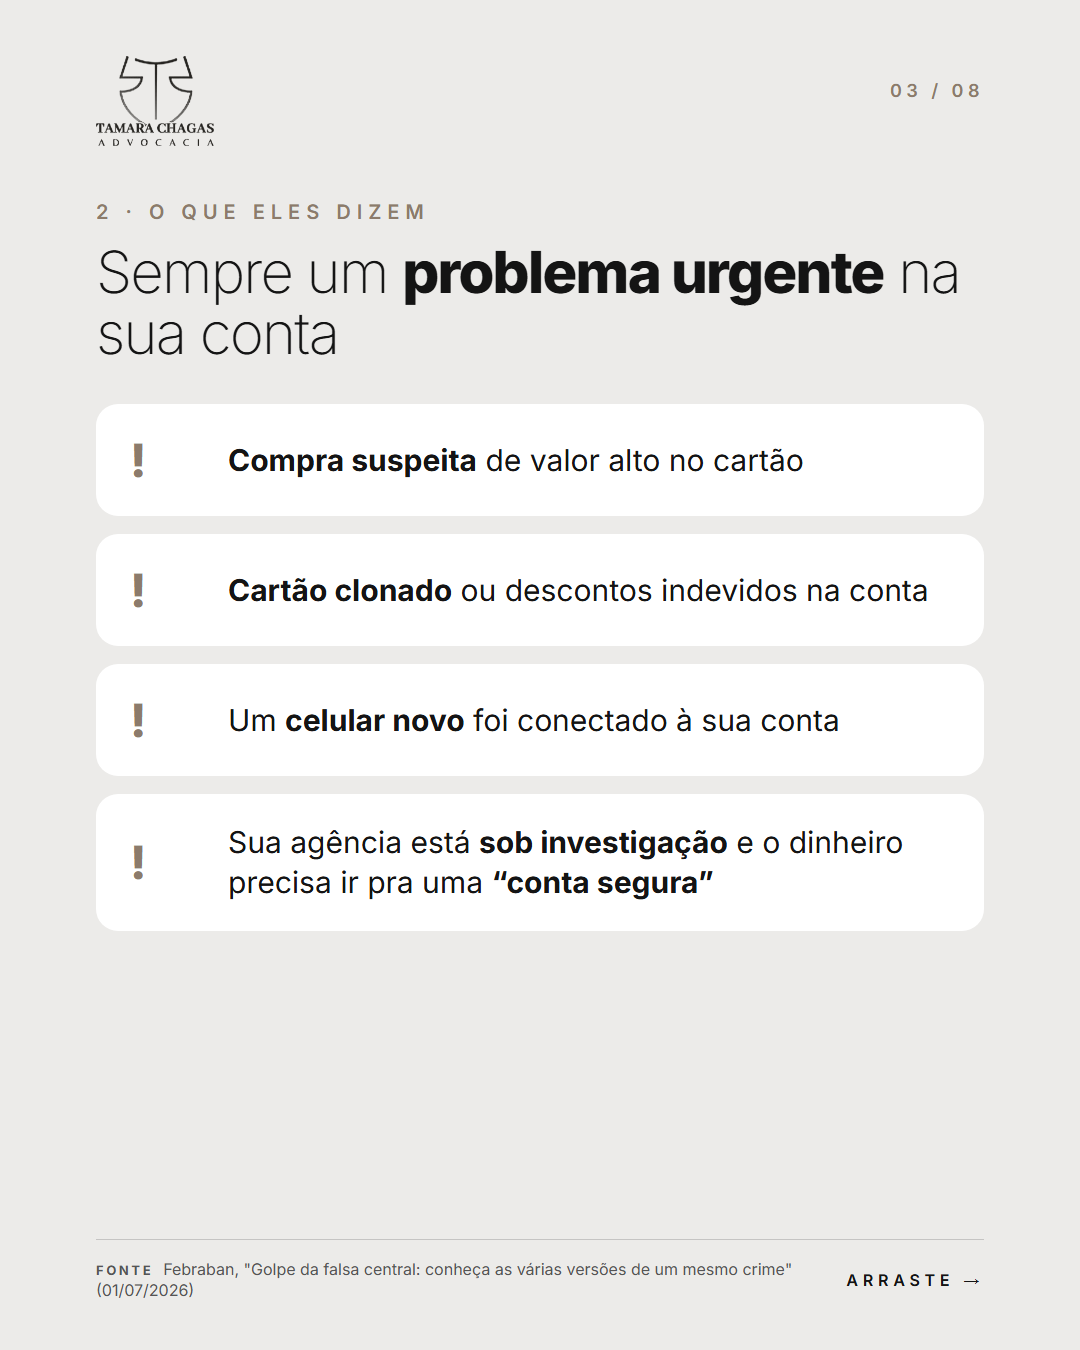 TAMARA CHAGAS
ADVOCACIA
03 / 08
2 · O QUE ELES DIZEM
Sempre um problema urgente na
sua conta
! Compra suspeita de valor alto no cartão
! Cartão clonado ou descontos indevidos na conta
! Um celular novo foi conectado à sua conta
! Sua agência está sob investigação e o dinheiro
precisa ir pra uma “conta segura”
FONTE Febraban, "Golpe da falsa central: conheça as várias versões de um mesmo crime"
(01/07/2026)
ARRASTE →